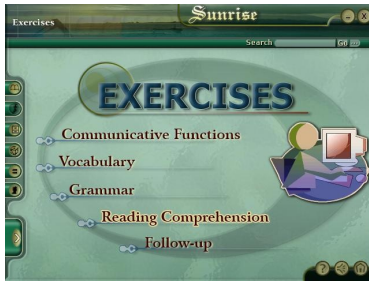 Sunrise
Exercises
X
Search
Go
EXERCISES
Communicative Functions
Vocabulary
Grammar
Reading Comprehension
Follow-up
?